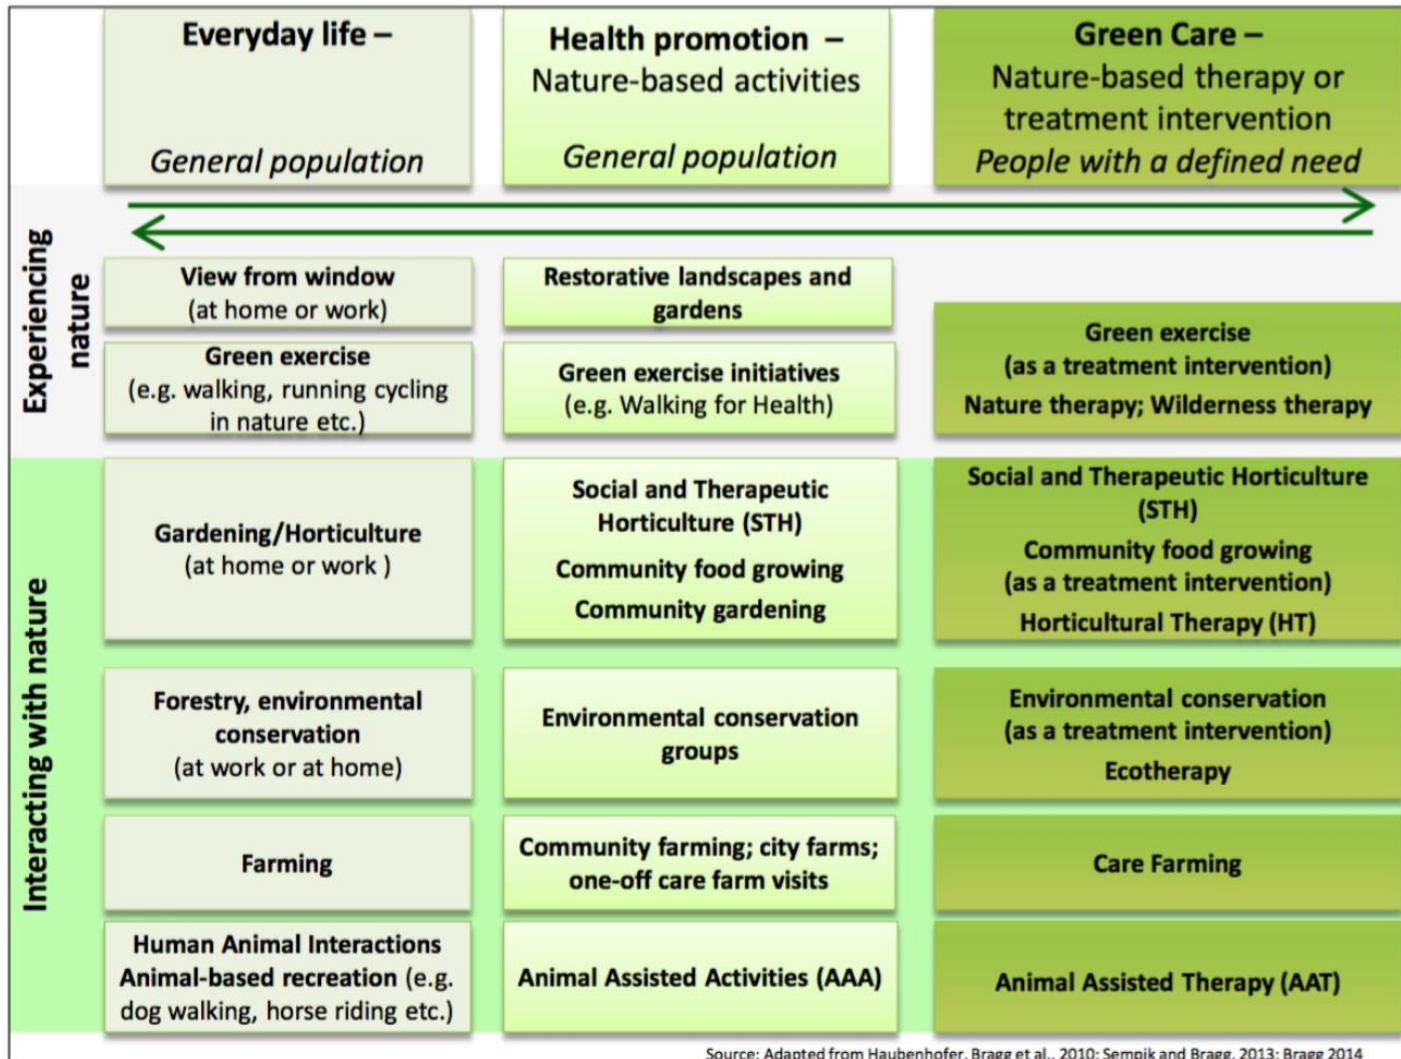 Everyday life –
General population
Health promotion –
Nature-based activities
General population
Green Care –
Nature-based therapy or
treatment intervention
People with a defined need
Experiencing
nature
View from window
(at home or work)
Restorative landscapes and
gardens
Green exercise
(e.g. walking, running cycling
in nature etc.)
Green exercise initiatives
(e.g. Walking for Health)
Green exercise
(as a treatment intervention)
Nature therapy; Wilderness therapy
Interacting with nature
Gardening/Horticulture
(at home or work )
Social and Therapeutic
Horticulture (STH)
Community food growing
Community gardening
Social and Therapeutic Horticulture
(STH)
Community food growing
(as a treatment intervention)
Horticultural Therapy (HT)
Forestry, environmental
conservation
(at work or at home)
Environmental conservation
groups
Environmental conservation
(as a treatment intervention)
Ecotherapy
Farming
Community farming; city farms;
one-off care farm visits
Care Farming
Human Animal Interactions
Animal-based recreation (e.g.
dog walking, horse riding etc.)
Animal Assisted Activities (AAA)
Animal Assisted Therapy (AAT)
Source: Adapted from Haubenhofer, Bragg et al., 2010; Sempik and Bragg, 2013; Bragg 2014